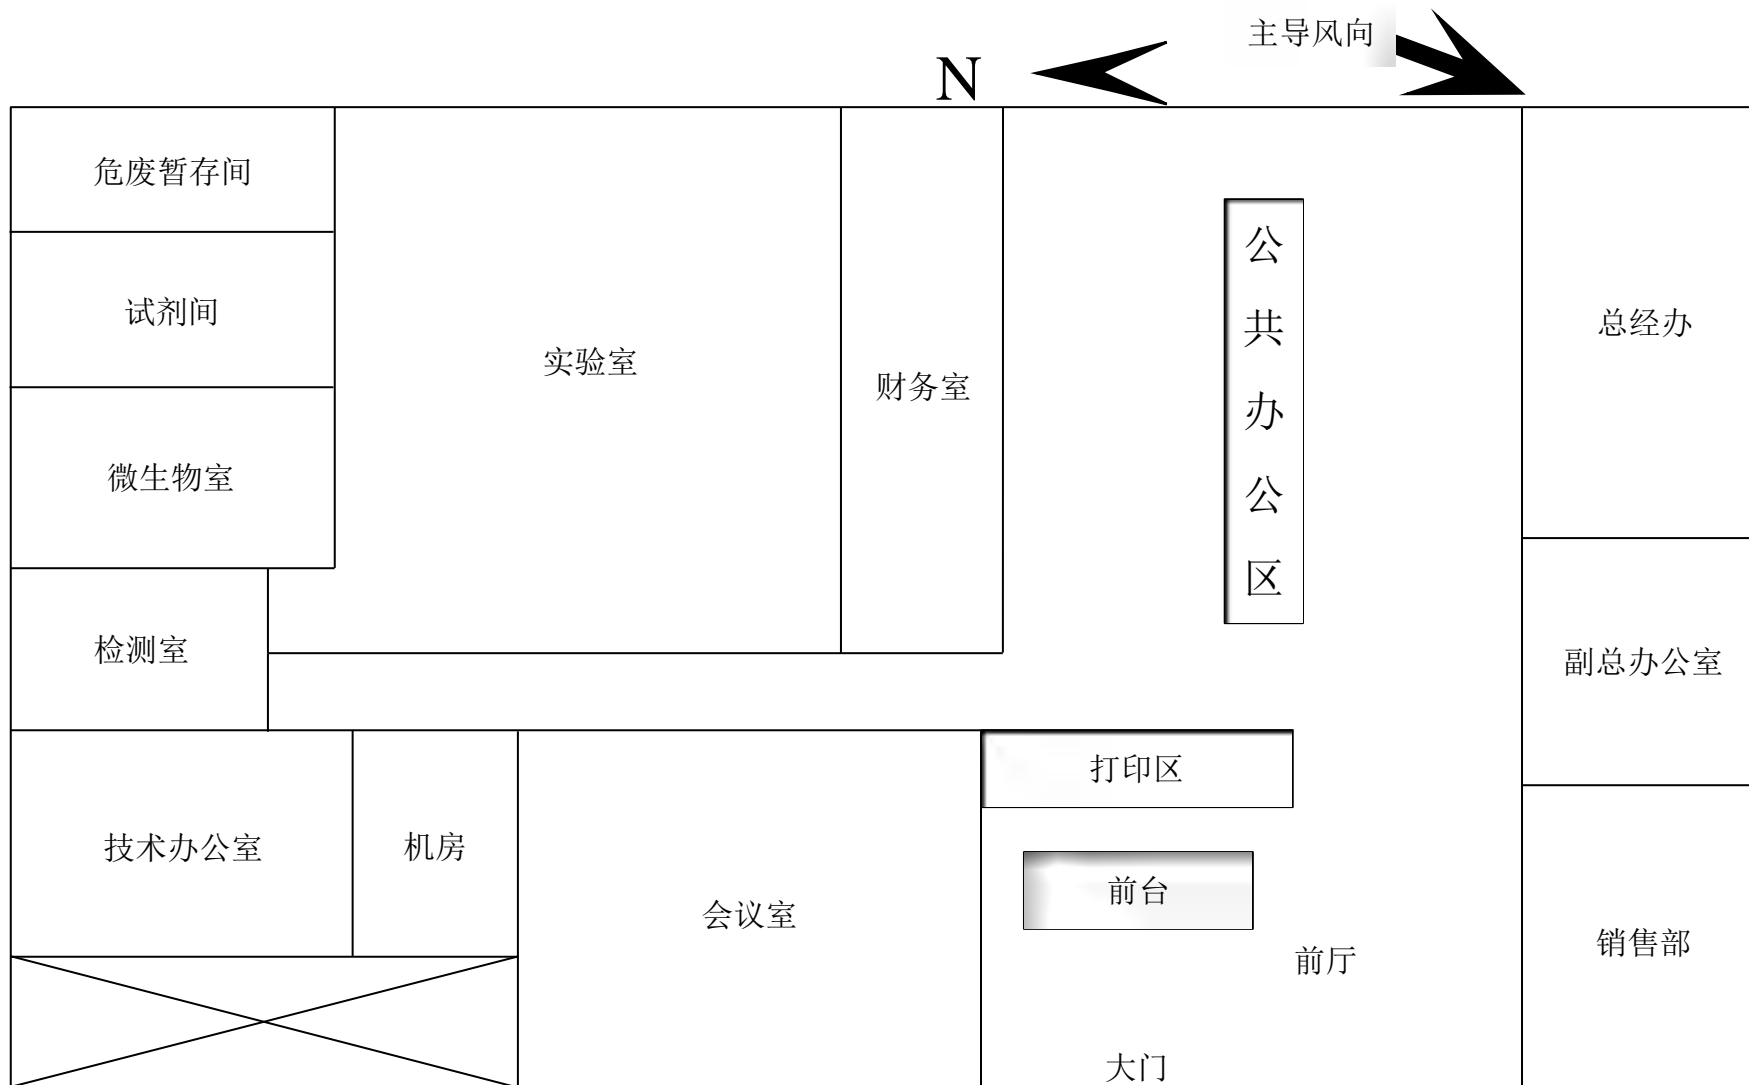 主导风向
N
危废暂存间
试剂间
实验室
财务室
公
共
办
公
区
总经办
微生物室
检测室
副总办公室
打印区
技术办公室
机房
前台
会议室
前厅
销售部
大门